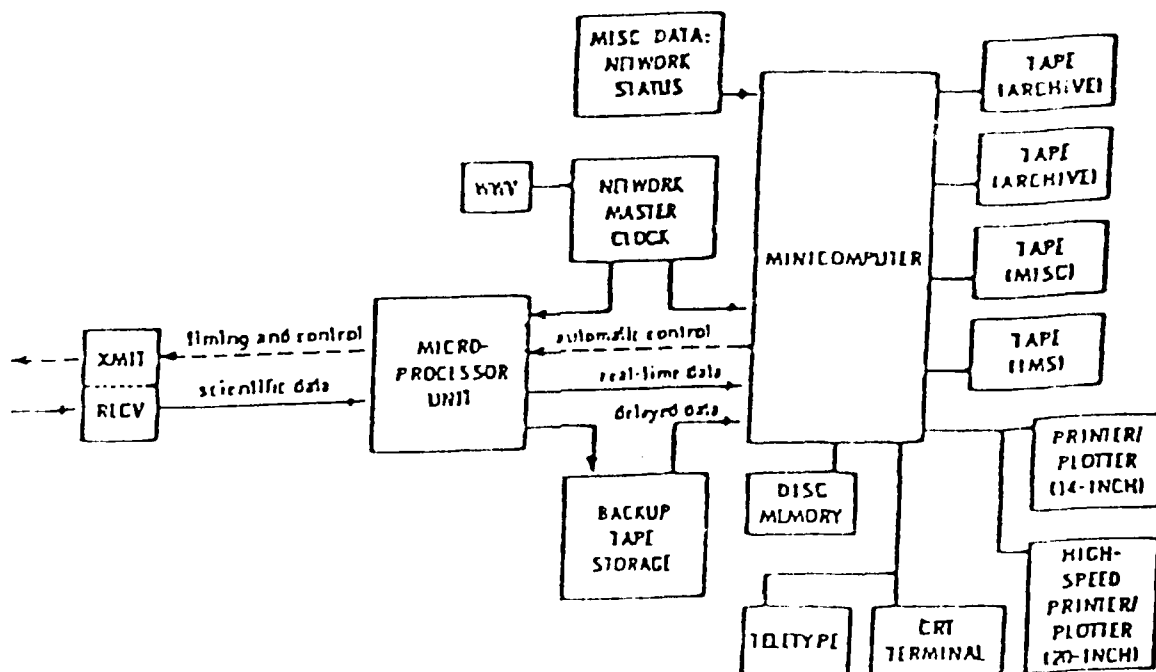 MISC DATA:
NETWORK
STATUS
TAPE
(ARCHIVE)
TAPE
(ARCHIVE)
WWV
NETWORK
MASTER
CLOCK
MINICOMPUTER
TAPE
(MISC)
TAPE
(IMS)
XMIT
RECV
timing and control
scientific data
MICRO-
PROCESSOR
UNIT
automatic control
real-time data
delayed data
BACKUP
TAPE
STORAGE
DISC
MEMORY
PRINTER/
PLOTTER
(14-INCH)
TELETYPE
CRT
TERMINAL
HIGH-
SPEED
PRINTER/
PLOTTER
(20-INCH)